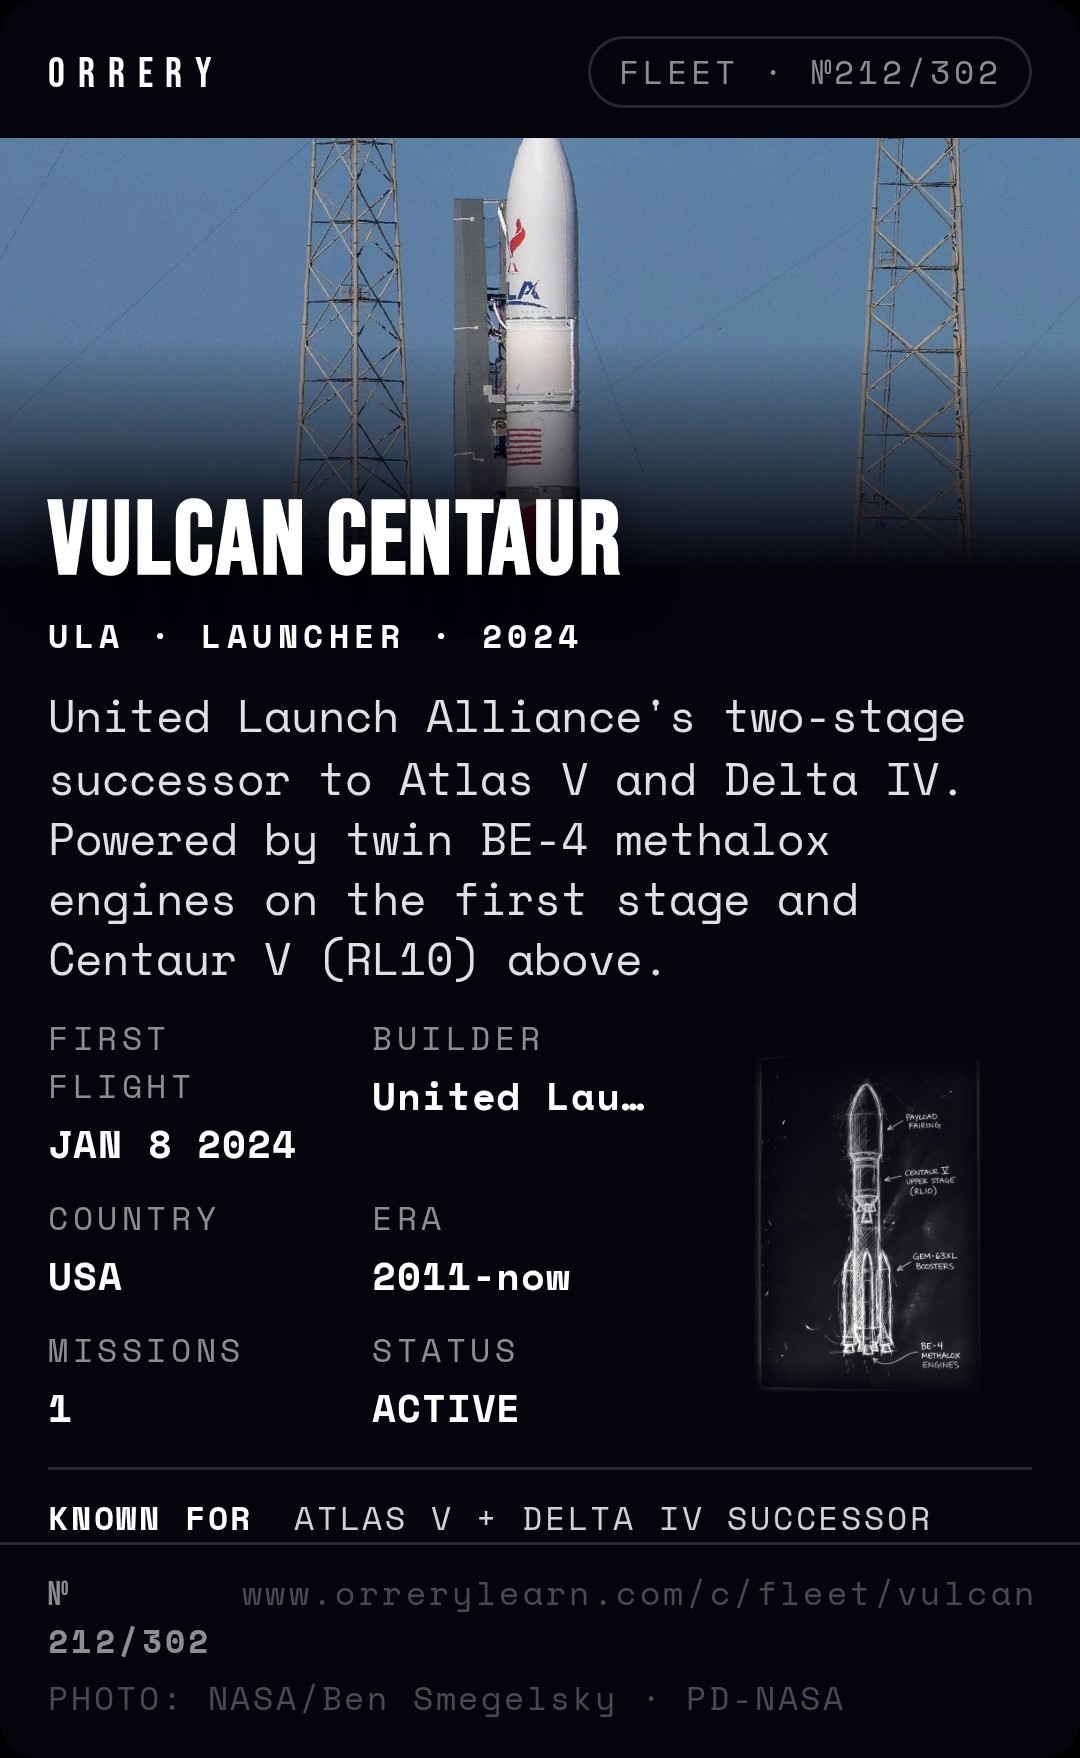 ORRERY
FLEET · №212/302
LA
VULCAN CENTAUR
ULA · LAUNCHER · 2024
United Launch Alliance's two-stage
successor to Atlas V and Delta IV.
Powered by twin BE-4 methalox
engines on the first stage and
Centaur V (RL10) above.
FIRST
FLIGHT
JAN 8 2024
BUILDER
United Lau…
COUNTRY
USA
ERA
2011-now
MISSIONS
1
STATUS
ACTIVE
PAYLOAD
FAIRING
CENTAUR V
UPPER STAGE
(RL10)
GEM-63XL
BOOSTERS
BE-4
METHALOX
ENGINES
KNOWN FOR ATLAS V + DELTA IV SUCCESSOR
№
212/302
www.orrerylearn.com/c/fleet/vulcan
PHOTO: NASA/Ben Smegelsky · PD-NASA